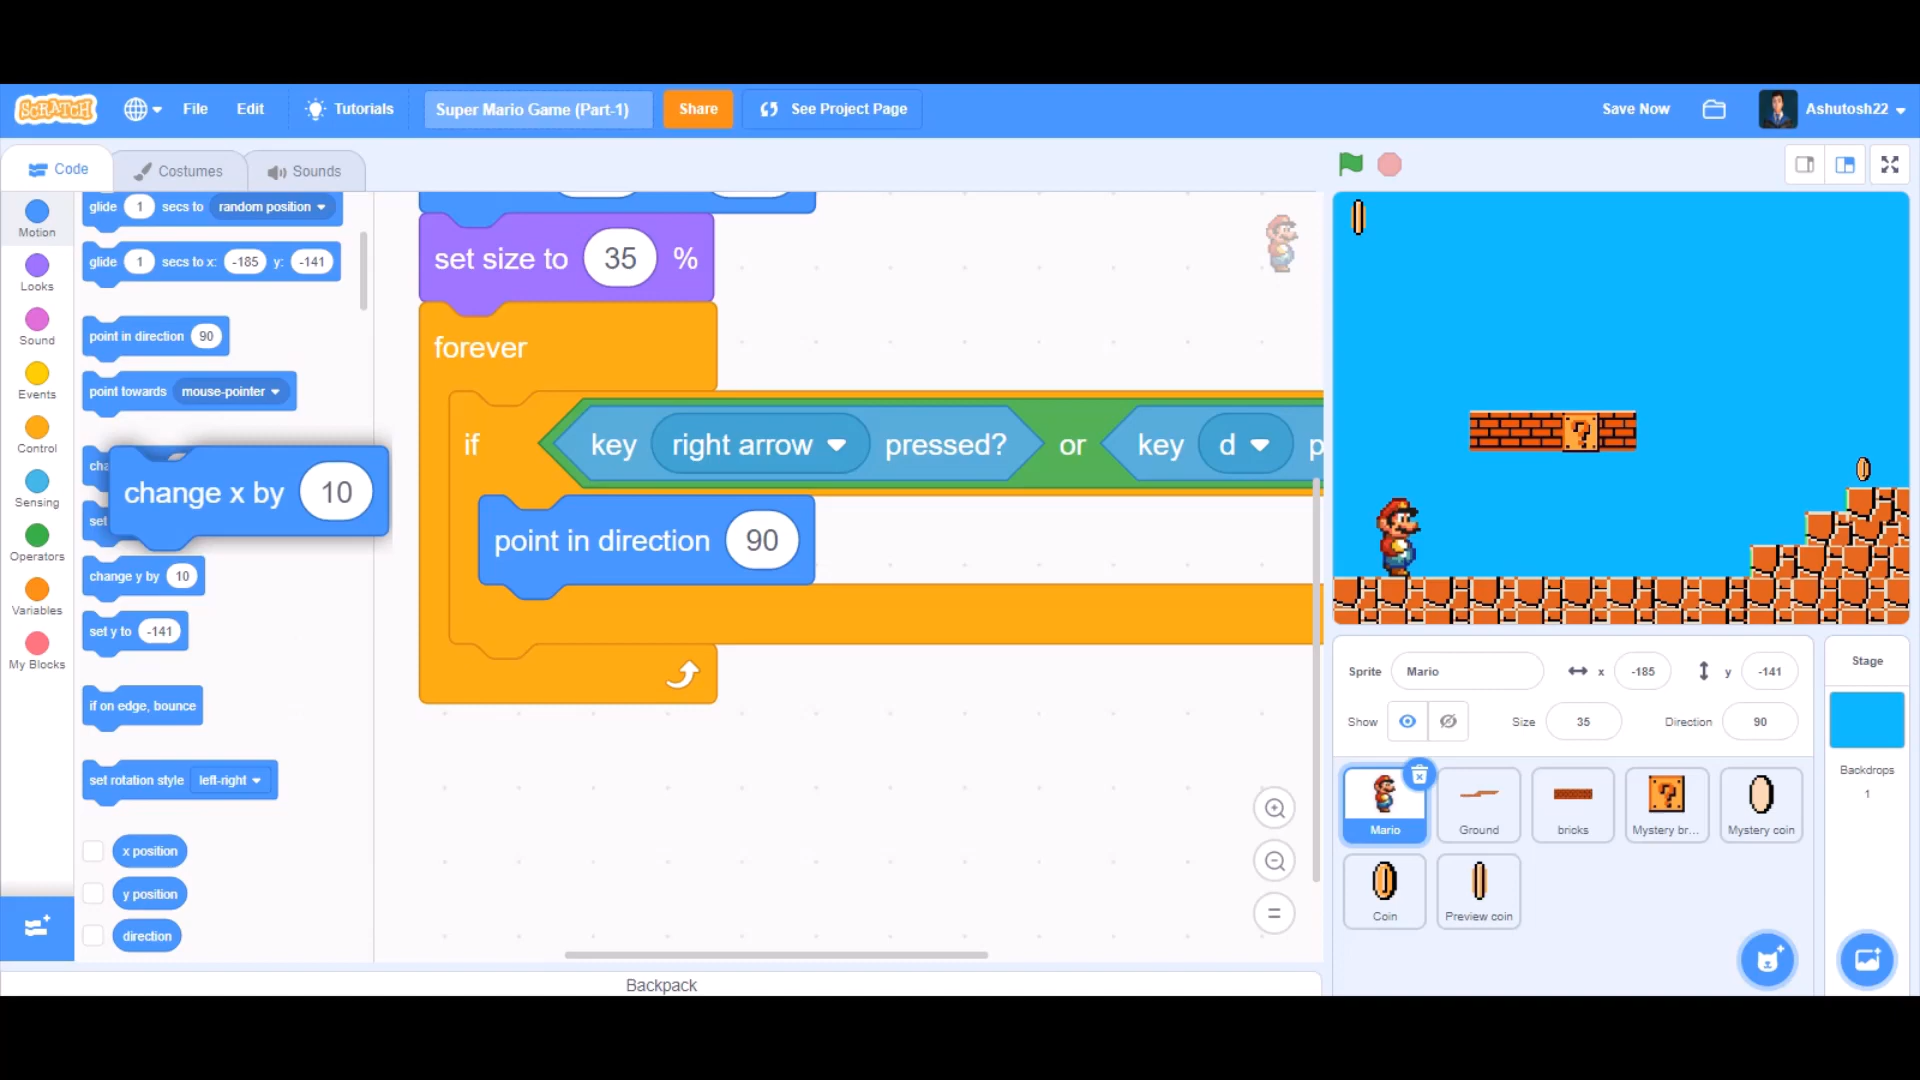 SCRATCH File Edit Tutorials Super Mario Game (Part-1) Share See Project Page Save Now Ashutosh22
Code Costumes Sounds
Motion
Looks
Sound
Events
Control
Sensing
Operators
Variables
My Blocks
glide 1 secs to random position
glide 1 secs to x: -185 y: -141
point in direction 90
point towards mouse-pointer
cha
change x by 10
set
change y by 10
set y to -141
if on edge, bounce
set rotation style left-right
x position
y position
direction
set size to 35 %
forever
if key right arrow pressed? or key d p
point in direction 90
Backpack
?
Sprite Mario x -185 y -141
Show Size 35 Direction 90
Mario Ground bricks Mystery br... Mystery coin
Coin Preview coin
Stage
Backdrops
1